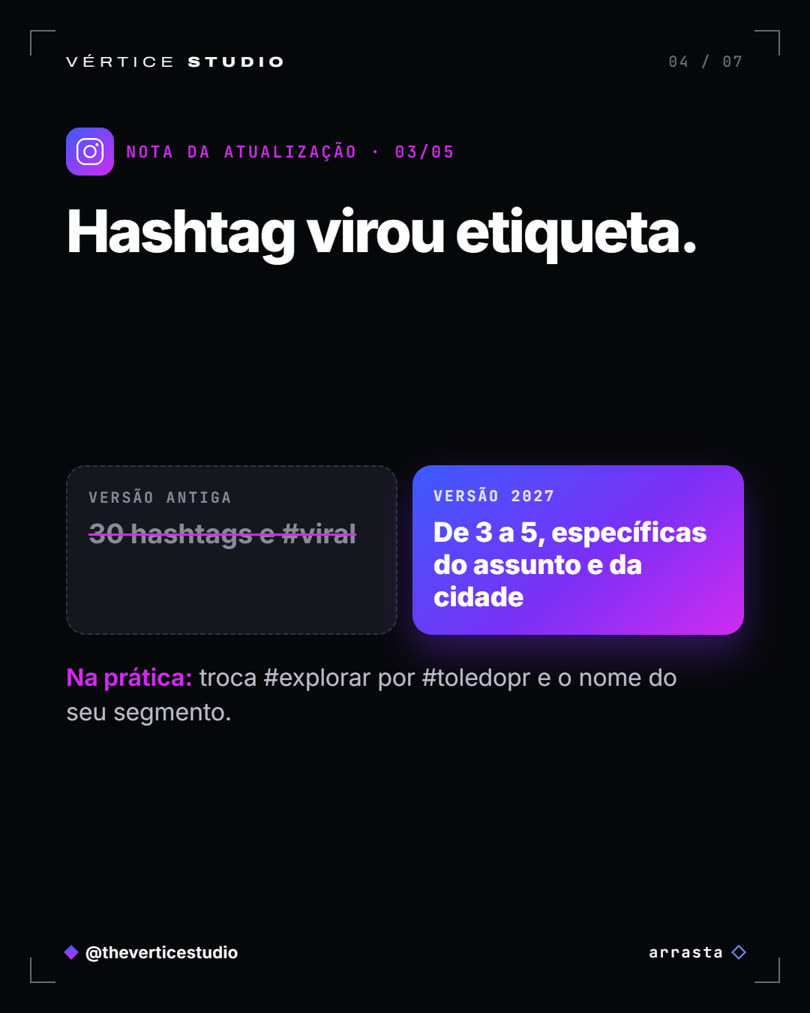 VÉRTICE STUDIO
04 / 07
NOTA DA ATUALIZAÇÃO · 03/05
Hashtag virou etiqueta.
VERSÃO ANTIGA
30 hashtags e #viral
VERSÃO 2027
De 3 a 5, específicas
do assunto e da
cidade
Na prática: troca #explorar por #toledopr e o nome do
seu segmento.
@theverticestudio
arrasta